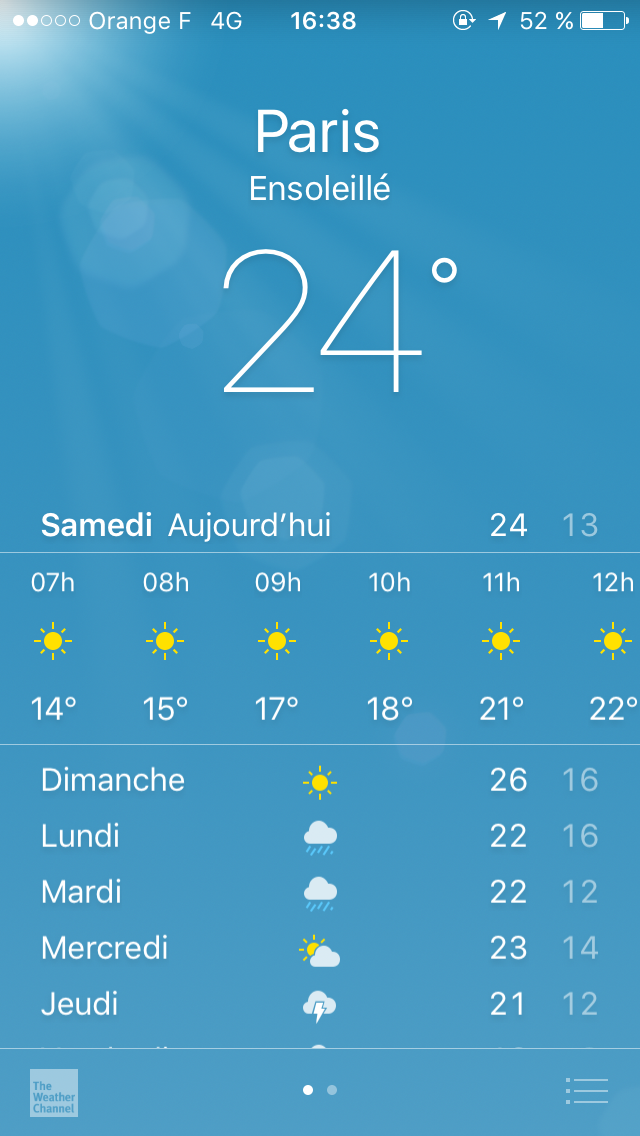 Orange F 4G 16:38 52 %
Paris
Ensoleillé
24°
Samedi Aujourd'hui 24 13
07h 08h 09h 10h 11h 12h
14° 15° 17° 18° 21° 22°
Dimanche 26 16
Lundi 22 16
Mardi 22 12
Mercredi 23 14
Jeudi 21 12
The
Weather
Channel